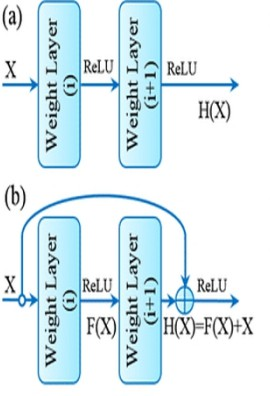 (a)
X
Weight Layer
(i)
ReLU
Weight Layer
(i+1)
ReLU
H(X)
(b)
X
Weight Layer
(i)
ReLU
F(X)
Weight Layer
(i+1)
ReLU
H(X)=F(X)+X